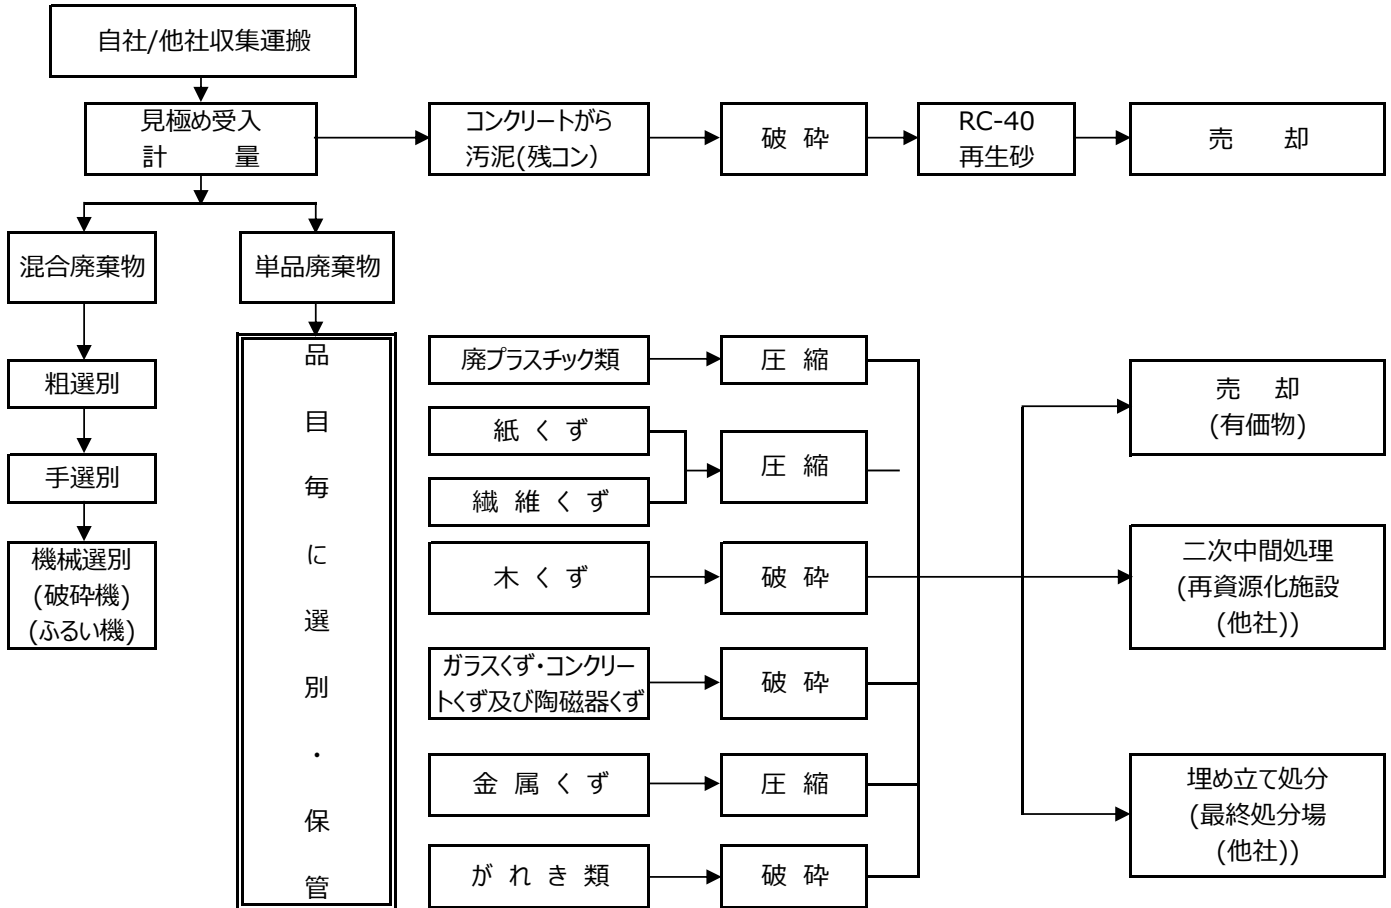 自社/他社収集運搬
見極め受入
計　量
コンクリートがら
汚泥(残コン)
破 砕
RC-40
再生砂
売　却
混合廃棄物
単品廃棄物
粗選別
手選別
機械選別
(破砕機)
(ふるい機)
品目毎に選別・保管
廃プラスチック類
圧 縮
紙 く ず
繊 維 く ず
圧 縮
木 く ず
破 砕
ガラスくず・コンクリー
トくず及び陶磁器くず
破 砕
金 属 く ず
圧 縮
が れ き 類
破 砕
売　却
(有価物)
二次中間処理
(再資源化施設
(他社))
埋め立て処分
(最終処分場
(他社))